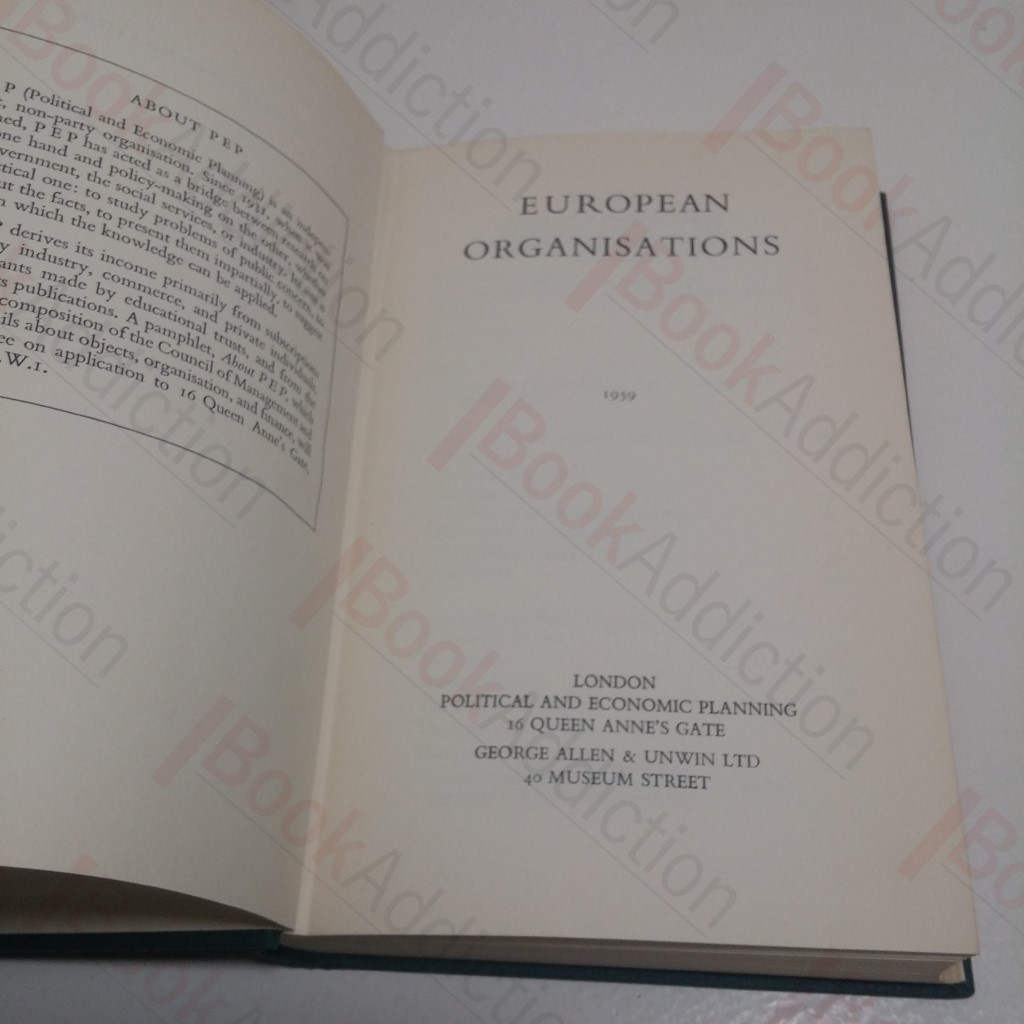 ABOUT PEP
P (Political and Economic Planning) is an
non-party organisation. Since 1931, when it was
PEP has acted as a bridge between research on
one hand and policy-making on the other, whether
vernment, the social services, or industry. Its aim is
ctical one: to study problems of public concern, to
ut the facts, to present them impartially, to suggest
n which the knowledge can be applied.
P derives its income primarily from subscriptions
by industry, commerce, and private individuals,
ants made by educational trusts, and from the
s publications. A pamphlet, About PEP, which
composition of the Council of Management and
ils about objects, organisation, and finance, will
ee on application to 16 Queen Anne's Gate,
.W.1.
EUROPEAN
ORGANISATIONS
1959
LONDON
POLITICAL AND ECONOMIC PLANNING
16 QUEEN ANNE'S GATE
GEORGE ALLEN & UNWIN LTD
40 MUSEUM STREET
BookAddiction